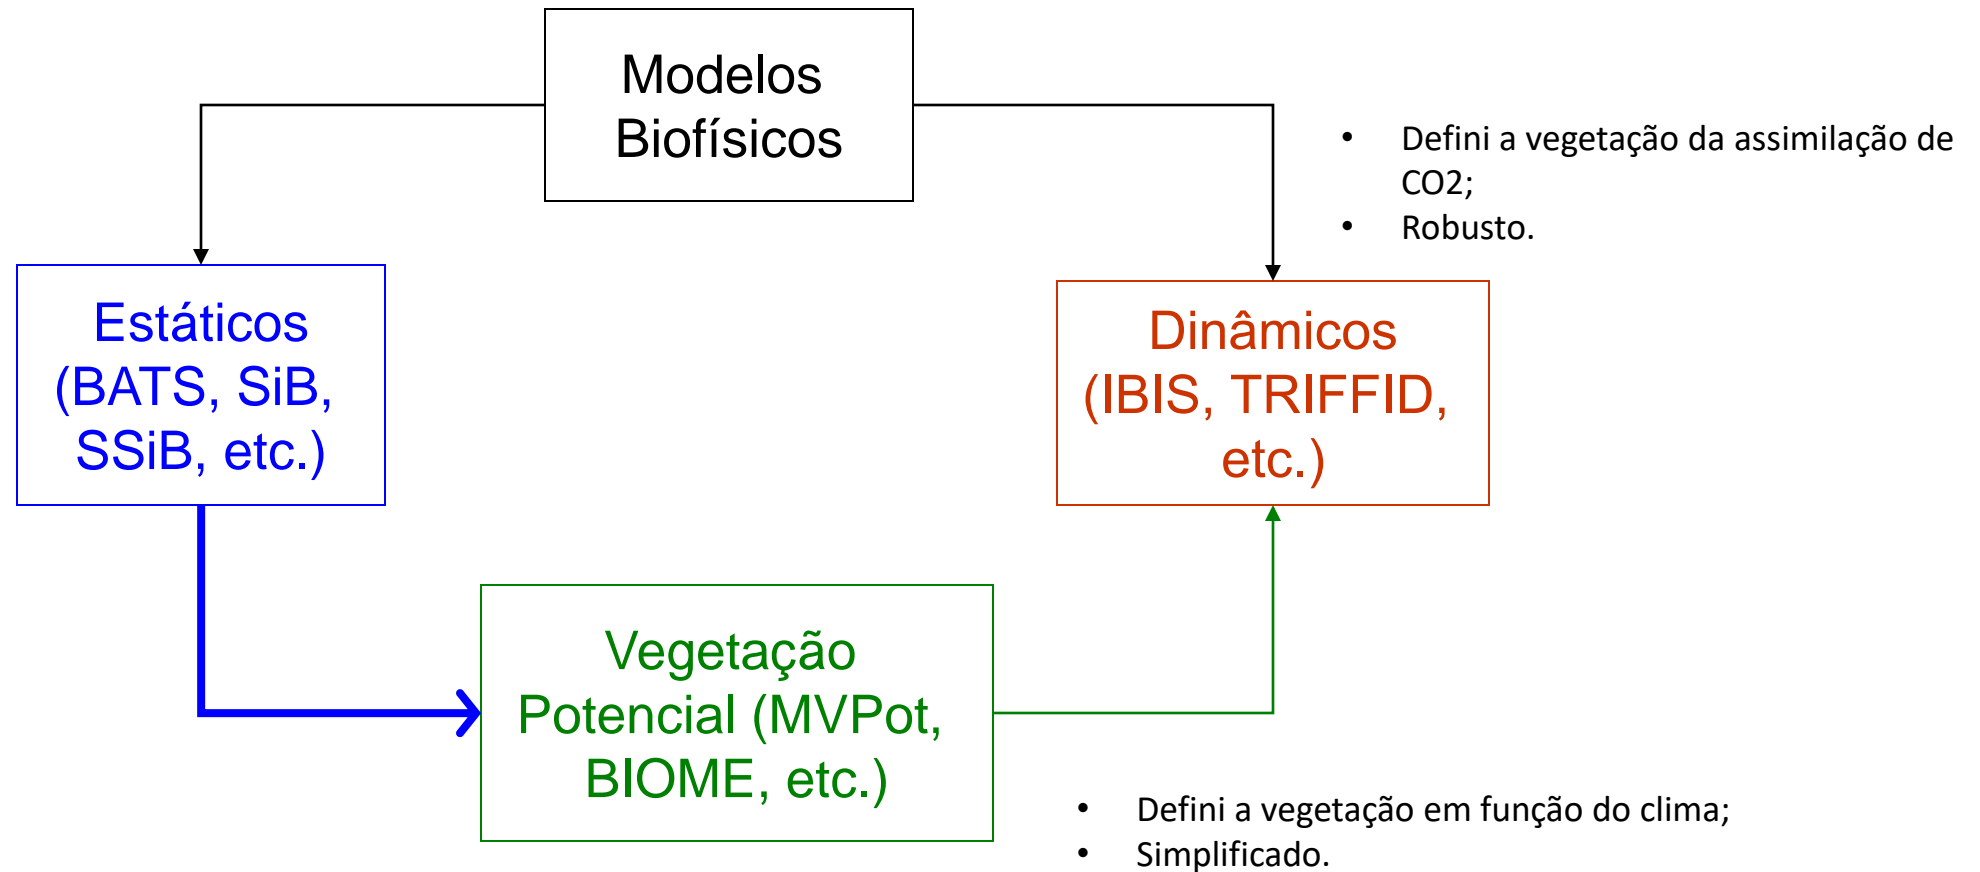 Modelos
Biofísicos
• Defini a vegetação da assimilação de
CO2;
• Robusto.
Estáticos
(BATS, SiB,
SSiB, etc.)
Dinâmicos
(IBIS, TRIFFID,
etc.)
Vegetação
Potencial (MVPot,
BIOME, etc.)
• Defini a vegetação em função do clima;
• Simplificado.